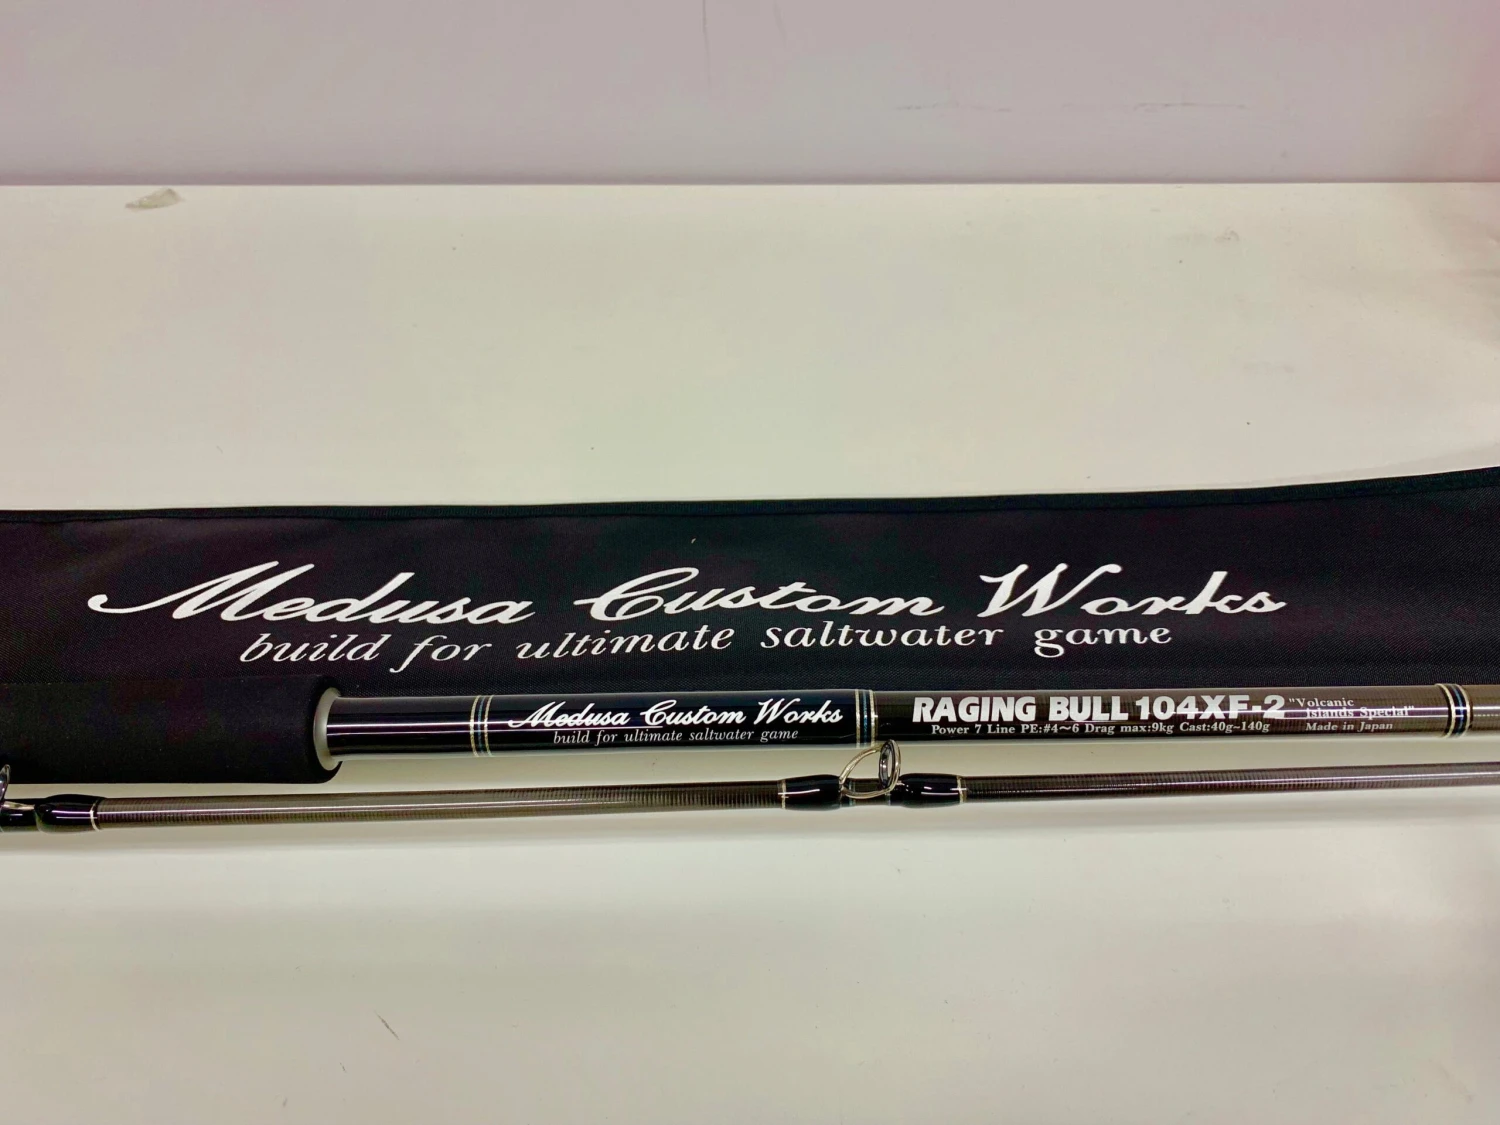 Medusa Custom Works
build for ultimate saltwater game
Medusa Custom Works
build for ultimate saltwater game
RAGING BULL 104XF-2
Power 7 Line PE:#4~6 Drag max:9kg Cast:40g~140g
"Volcanic
Islands Special"
Made in Japan